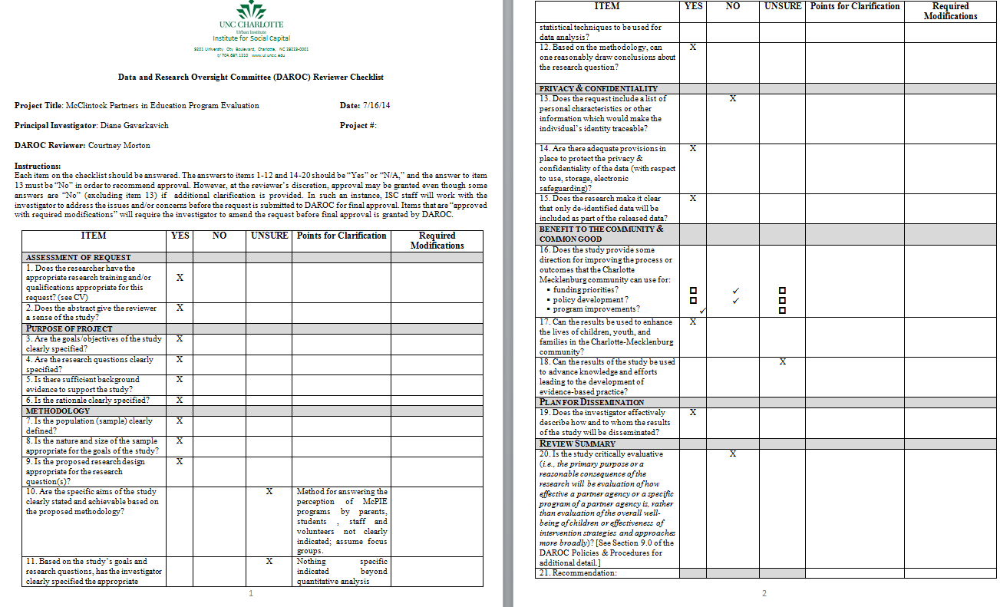 UNC CHARLOTTE
Urban Institute
Institute for Social Capital
9201 University City Boulevard, Charlotte, NC 28223-0001
t/ 704.687.1210 www.ui.uncc.edu
Data and Research Oversight Committee (DAROC) Reviewer Checklist
Project Title: McClintock Partners in Education Program Evaluation Date: 7/16/14
Principal Investigator: Diane Gavarkavich Project #:
DAROC Reviewer: Courtney Morton
Instructions:
Each item on the checklist should be answered. The answers to items 1-12 and 14-20 should be “Yes” or “N/A,” and the answer to item
13 must be “No” in order to recommend approval. However, at the reviewer’s discretion, approval may be granted even though some
answers are “No” (excluding item 13) if additional clarification is provided. In such an instance, ISC staff will work with the
investigator to address the issues and/or concerns before the request is submitted to DAROC for final approval. Items that are “approved
with required modifications” will require the investigator to amend the request before final approval is granted by DAROC.
ITEM YES NO UNSURE Points for Clarification Required
Modifications
ASSESSMENT OF REQUEST
1. Does the researcher have the
appropriate research training and/or X
qualifications appropriate for this
request? (see CV)
2. Does the abstract give the reviewer X
a sense of the study?
PURPOSE OF PROJECT
3. Are the goals/objectives of the study X
clearly specified?
4. Are the research questions clearly X
specified?
5. Is there sufficient background X
evidence to support the study?
6. Is the rationale clearly specified? X
METHODOLOGY
7. Is the population (sample) clearly X
defined?
8. Is the nature and size of the sample X
appropriate for the goals of the study?
9. Is the proposed research design X
appropriate for the research
question(s)?
10. Are the specific aims of the study X Method for answering the
clearly stated and achievable based on perception of McPIE
the proposed methodology? programs by parents,
students , staff and
volunteers not clearly
indicated; assume focus
groups.
11. Based on the study’s goals and X Nothing specific
research questions, has the investigator indicated beyond
clearly specified the appropriate quantitative analysis
1
ITEM YES NO UNSURE Points for Clarification Required
Modifications
statistical techniques to be used for
data analysis?
12. Based on the methodology, can X
one reasonably draw conclusions about
the research question?
PRIVACY & CONFIDENTIALITY
13. Does the request include a list of X
personal characteristics or other
information which would make the
individual’s identity traceable?
14. Are there adequate provisions in X
place to protect the privacy &
confidentiality of the data (with respect
to use, storage, electronic
safeguarding)?
15. Does the research make it clear X
that only de-identified data will be
included as part of the released data?
BENEFIT TO THE COMMUNITY &
COMMON GOOD
16. Does the study provide some
direction for improving the process or
outcomes that the Charlotte
Mecklenburg community can use for:
▪ funding priorities? ☐ ✓ ☐
▪ policy development? ☐ ✓ ☐
▪ program improvements? ✓ ☐
17. Can the results be used to enhance X
the lives of children, youth, and
families in the Charlotte-Mecklenburg
community?
18. Can the results of the study be used X
to advance knowledge and efforts
leading to the development of
evidence-based practice?
PLAN FOR DISSEMINATION
19. Does the investigator effectively X
describe how and to whom the results
of the study will be disseminated?
REVIEW SUMMARY
20. Is the study critically evaluative X
(i.e., the primary purpose or a
reasonable consequence of the
research will be evaluation of how
effective a partner agency or a specific
program of a partner agency is, rather
than evaluation of the overall well-
being of children or effectiveness of
intervention strategies and approaches
more broadly)? [See Section 9.0 of the
DAROC Policies & Procedures for
additional detail.]
21. Recommendation:
2